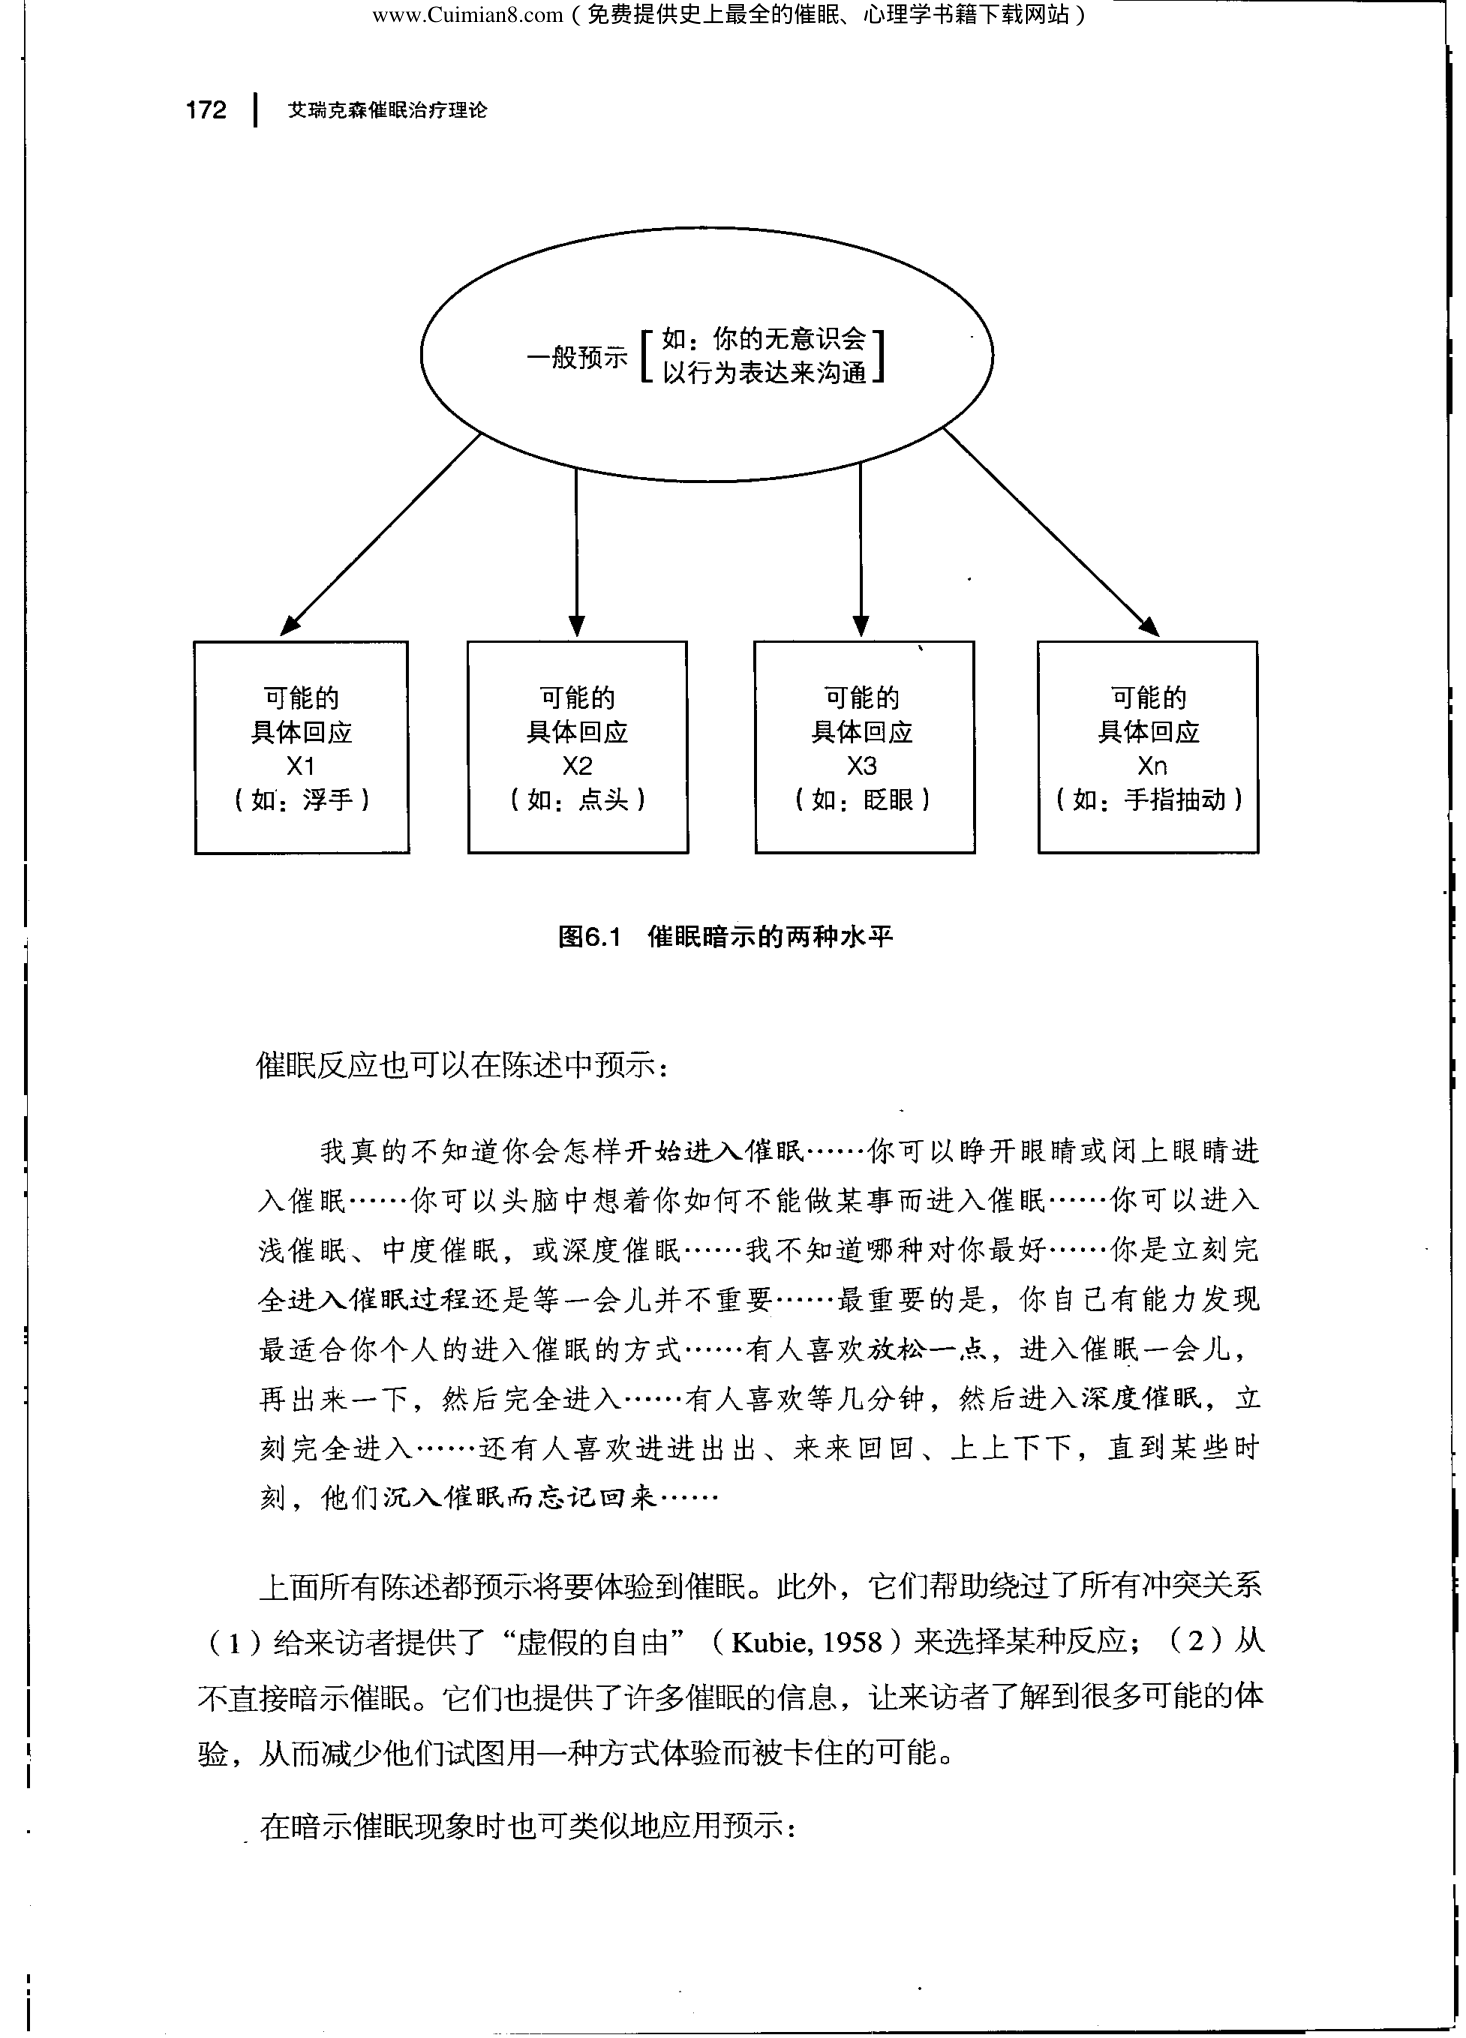 www.Cuimian8.com（免费提供史上最全的催眠、心理学书籍下载网站）
172 艾瑞克森催眠治疗理论
一般预示
如：你的无意识会
以行为表达来沟通
可能的
具体回应
X1
（如：浮手）
可能的
具体回应
X2
（如：点头）
可能的
具体回应
X3
（如：眨眼）
可能的
具体回应
Xn
（如：手指抽动）
图6.1 催眠暗示的两种水平
催眠反应也可以在陈述中预示：
我真的不知道你会怎样开始进入催眠……你可以睁开眼睛或闭上眼睛进
入催眠……你可以头脑中想着你如何不能做某事而进入催眠……你可以进入
浅催眠、中度催眠，或深度催眠……我不知道哪种对你最好……你是立刻完
全进入催眠过程还是等一会儿并不重要……最重要的是，你自己有能力发现
最适合你个人的进入催眠的方式……有人喜欢放松一点，进入催眠一会儿，
再出来一下，然后完全进入……有人喜欢等几分钟，然后进入深度催眠，立
刻完全进入……还有人喜欢进进出出、来来回回、上上下下，直到某些时
刻，他们沉入催眠而忘记回来……
上面所有陈述都预示将要体验到催眠。此外，它们帮助绕过了所有冲突关系
（1）给来访者提供了“虚假的自由”（Kubie, 1958）来选择某种反应；（2）从
不直接暗示催眠。它们也提供了许多催眠的信息，让来访者了解到很多可能的体
验，从而减少他们试图用一种方式体验而被卡住的可能。
在暗示催眠现象时也可类似地应用预示：